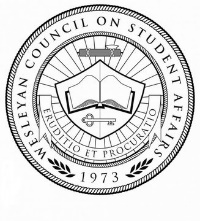 WESLEYAN COUNCIL ON STUDENT AFFAIRS
ERUDITIO ET PROCURATIO
1973